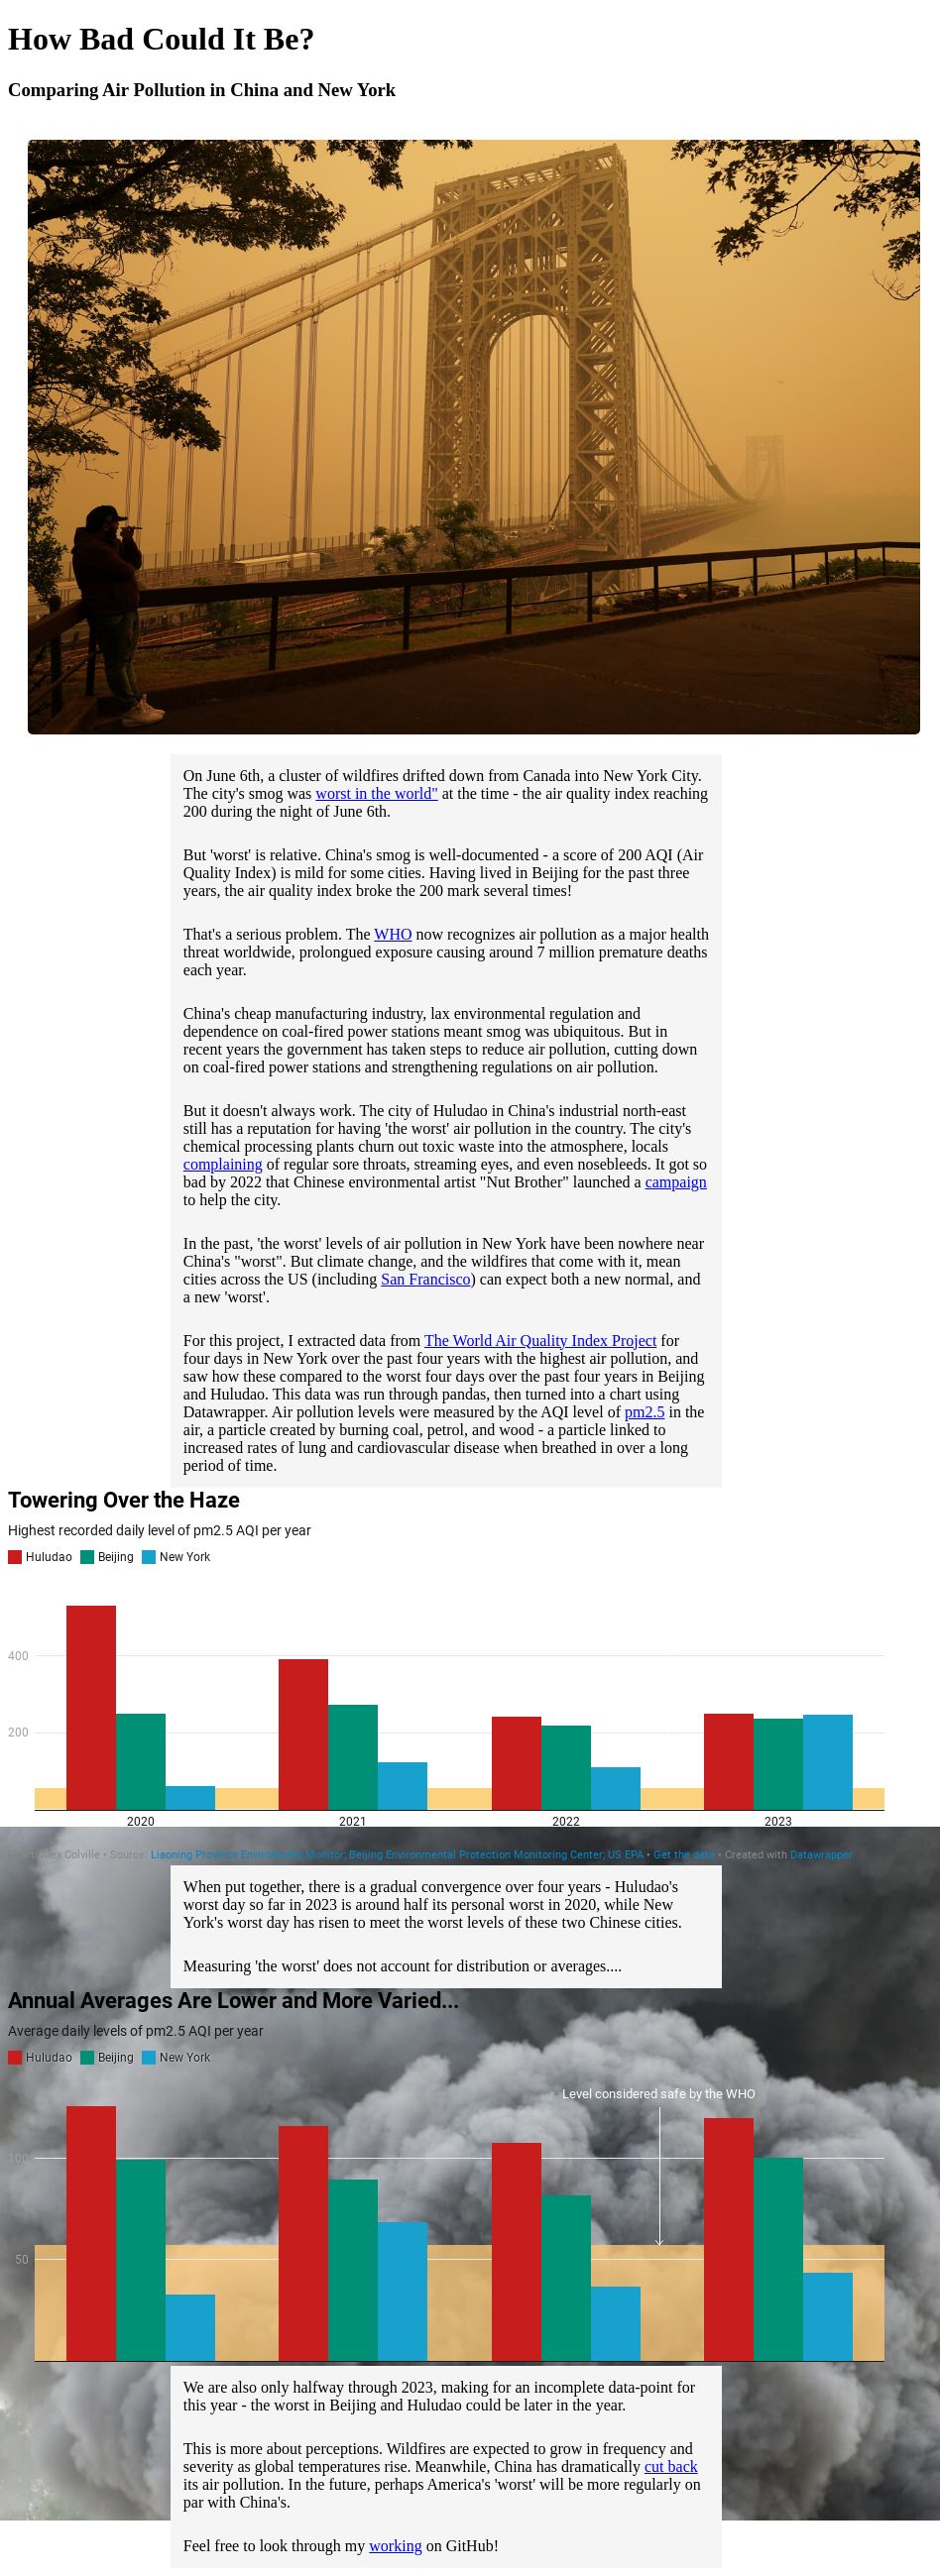 How Bad Could It Be?
Comparing Air Pollution in China and New York
On June 6th, a cluster of wildfires drifted down from Canada into New York City.
The city's smog was worst in the world" at the time - the air quality index reaching
200 during the night of June 6th.
But 'worst' is relative. China's smog is well-documented - a score of 200 AQI (Air
Quality Index) is mild for some cities. Having lived in Beijing for the past three
years, the air quality index broke the 200 mark several times!
That's a serious problem. The WHO now recognizes air pollution as a major health
threat worldwide, prolongued exposure causing around 7 million premature deaths
each year.
China's cheap manufacturing industry, lax environmental regulation and
dependence on coal-fired power stations meant smog was ubiquitous. But in
recent years the government has taken steps to reduce air pollution, cutting down
on coal-fired power stations and strengthening regulations on air pollution.
But it doesn't always work. The city of Huludao in China's industrial north-east
still has a reputation for having 'the worst' air pollution in the country. The city's
chemical processing plants churn out toxic waste into the atmosphere, locals
complaining of regular sore throats, streaming eyes, and even nosebleeds. It got so
bad by 2022 that Chinese environmental artist "Nut Brother" launched a campaign
to help the city.
In the past, 'the worst' levels of air pollution in New York have been nowhere near
China's "worst". But climate change, and the wildfires that come with it, mean
cities across the US (including San Francisco) can expect both a new normal, and
a new 'worst'.
For this project, I extracted data from The World Air Quality Index Project for
four days in New York over the past four years with the highest air pollution, and
saw how these compared to the worst four days over the past four years in Beijing
and Huludao. This data was run through pandas, then turned into a chart using
Datawrapper. Air pollution levels were measured by the AQI level of pm2.5 in the
air, a particle created by burning coal, petrol, and wood - a particle linked to
increased rates of lung and cardiovascular disease when breathed in over a long
period of time.
Towering Over the Haze
Highest recorded daily level of pm2.5 AQI per year
Huludao Beijing New York
400
200
2020 2021 2022 2023
Colville • Source: Liaoning Province Environment Monitor; Beijing Environmental Protection Monitoring Center; US EPA • Get the data • Created with Datawrapper
When put together, there is a gradual convergence over four years - Huludao's
worst day so far in 2023 is around half its personal worst in 2020, while New
York's worst day has risen to meet the worst levels of these two Chinese cities.
Measuring 'the worst' does not account for distribution or averages....
Annual Averages Are Lower and More Varied...
Average daily levels of pm2.5 AQI per year
Huludao Beijing New York
Level considered safe by the WHO
100
50
We are also only halfway through 2023, making for an incomplete data-point for
this year - the worst in Beijing and Huludao could be later in the year.
This is more about perceptions. Wildfires are expected to grow in frequency and
severity as global temperatures rise. Meanwhile, China has dramatically cut back
its air pollution. In the future, perhaps America's 'worst' will be more regularly on
par with China's.
Feel free to look through my working on GitHub!